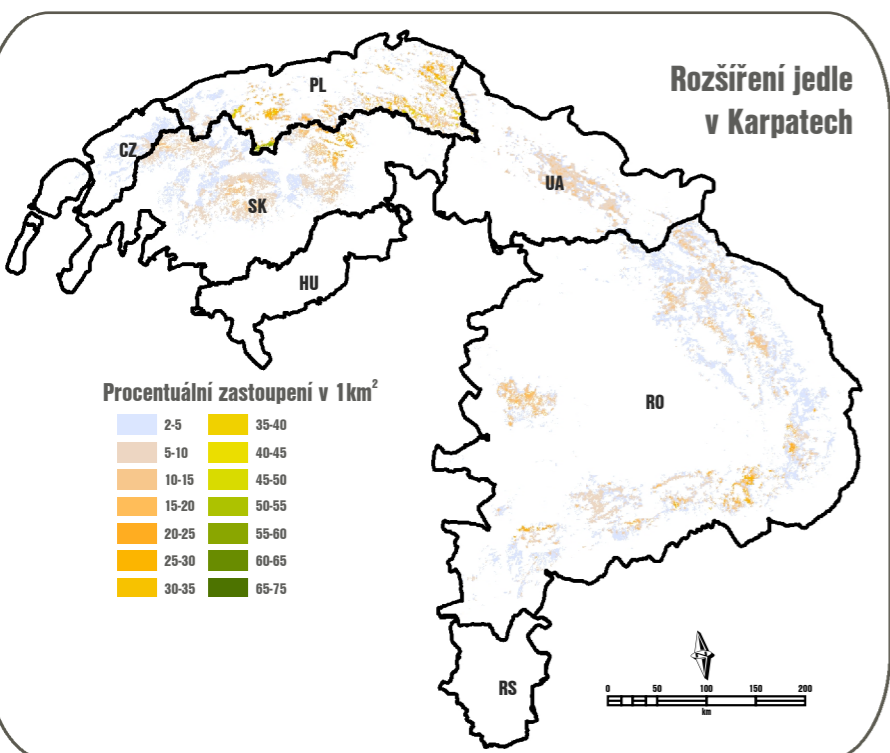 Rozšíření jedle
v Karpatech
PL
CZ
SK
UA
HU
RO
RS
Procentuální zastoupení v 1km²
2-5
5-10
10-15
15-20
20-25
25-30
30-35
35-40
40-45
45-50
50-55
55-60
60-65
65-75
0 50 100 150 200
km